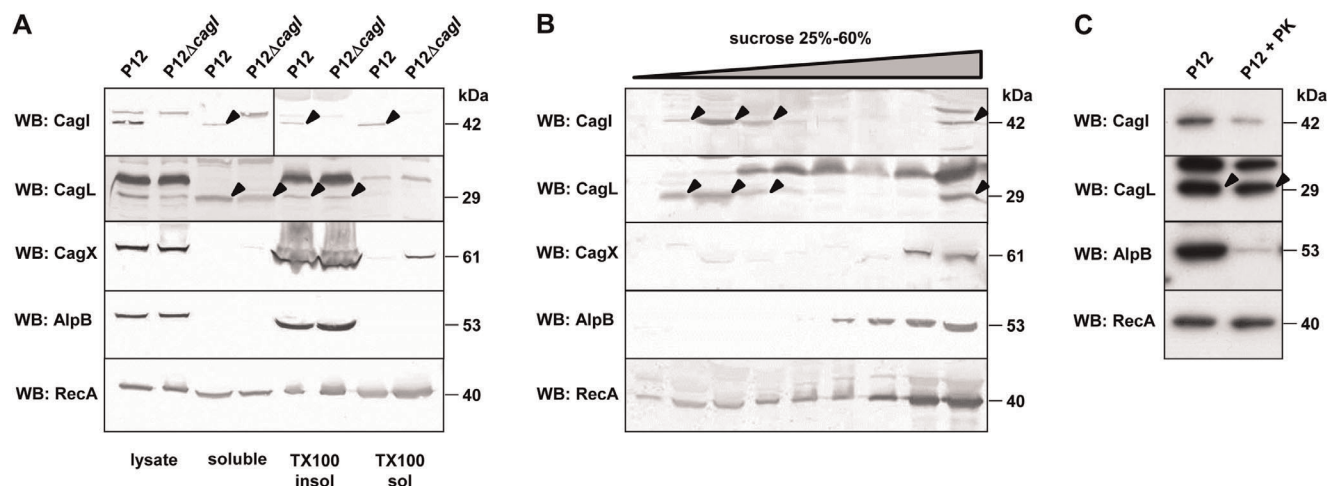 A
P12
P12ΔcagI
P12
P12ΔcagI
P12
P12ΔcagI
P12
P12ΔcagI
kDa
WB: CagI
42
WB: CagL
29
WB: CagX
61
WB: AlpB
53
WB: RecA
40
lysate
soluble
TX100
insol
TX100
sol
B
sucrose 25%-60%
kDa
WB: CagI
42
WB: CagL
29
WB: CagX
61
WB: AlpB
53
WB: RecA
40
C
P12
P12 + PK
kDa
WB: CagI
42
WB: CagL
29
WB: AlpB
53
WB: RecA
40